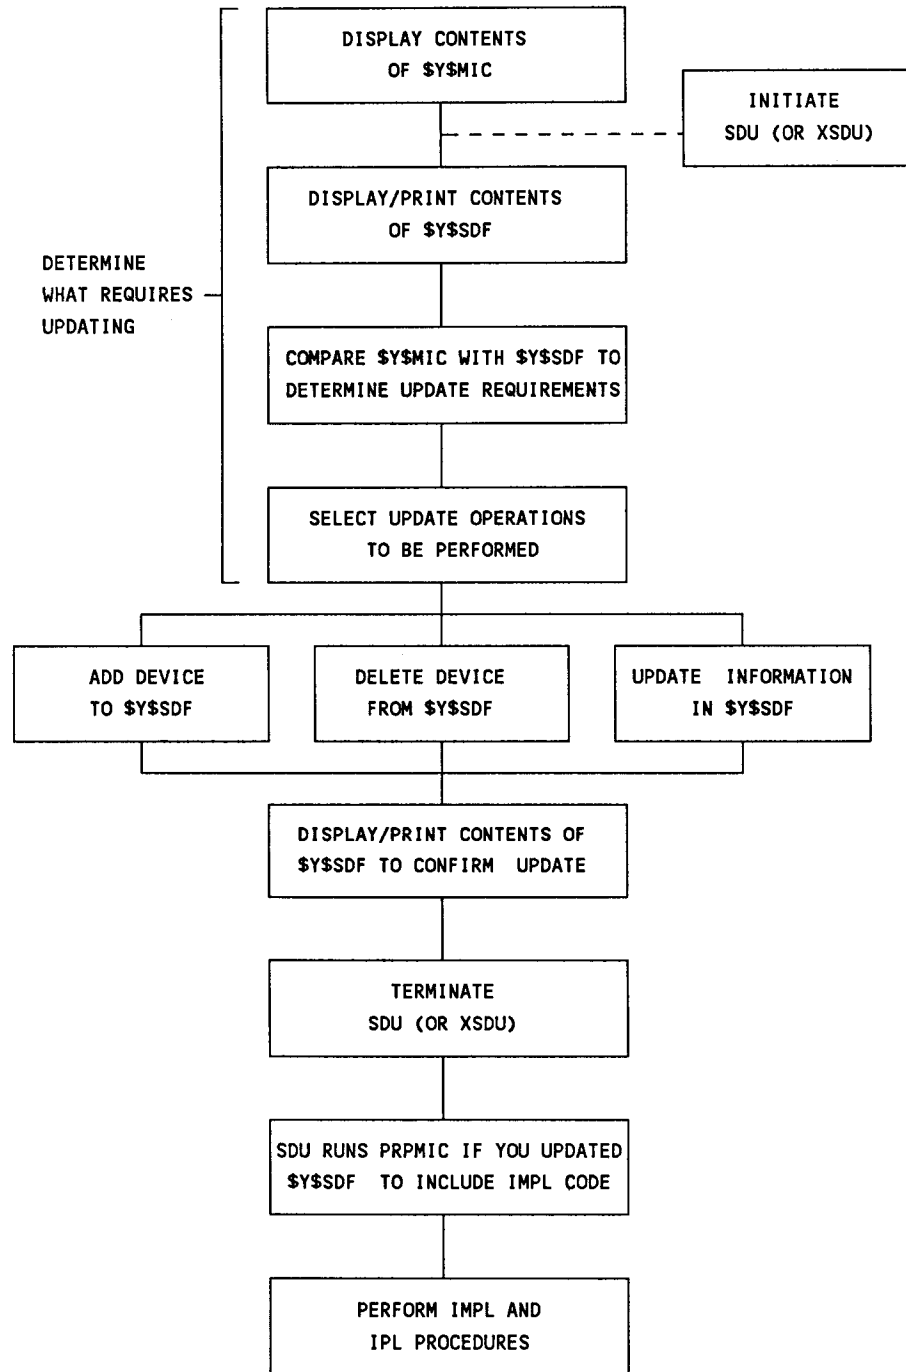 DISPLAY CONTENTS
OF $Y$MIC
INITIATE
SDU (OR XSDU)
DISPLAY/PRINT CONTENTS
OF $Y$SDF
DETERMINE
WHAT REQUIRES
UPDATING
COMPARE $Y$MIC WITH $Y$SDF TO
DETERMINE UPDATE REQUIREMENTS
SELECT UPDATE OPERATIONS
TO BE PERFORMED
ADD DEVICE
TO $Y$SDF
DELETE DEVICE
FROM $Y$SDF
UPDATE INFORMATION
IN $Y$SDF
DISPLAY/PRINT CONTENTS OF
$Y$SDF TO CONFIRM UPDATE
TERMINATE
SDU (OR XSDU)
SDU RUNS PRPMIC IF YOU UPDATED
$Y$SDF TO INCLUDE IMPL CODE
PERFORM IMPL AND
IPL PROCEDURES